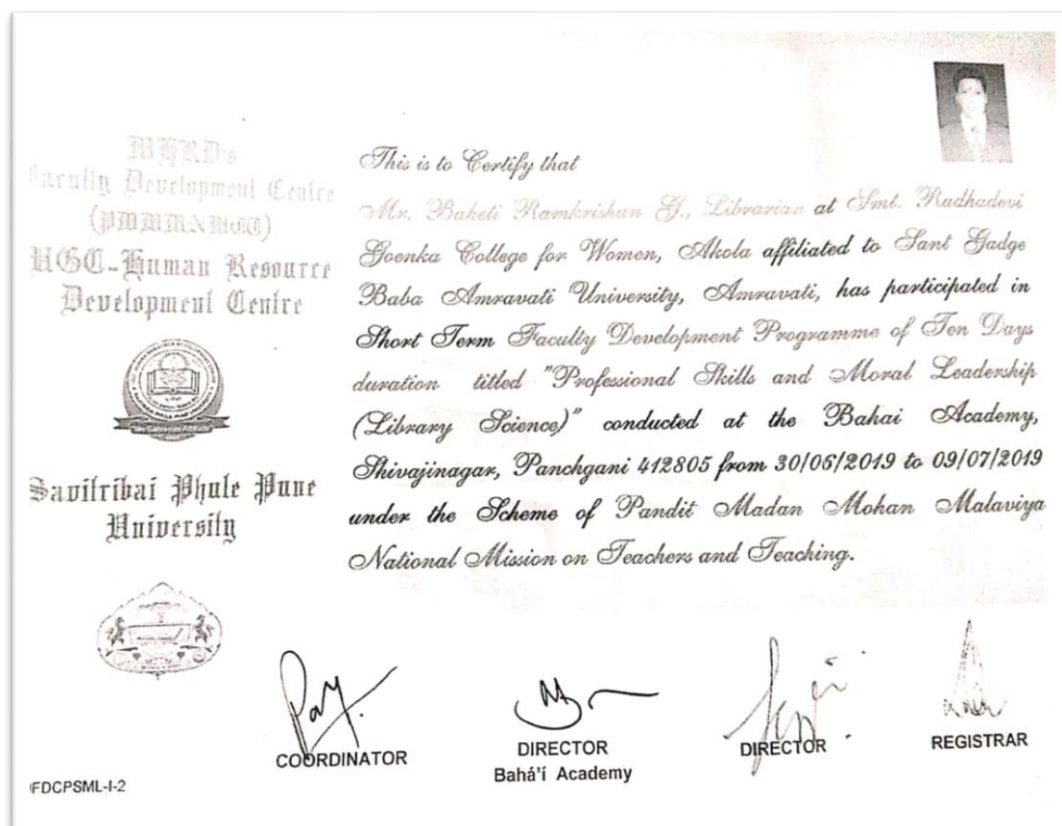 MHRD's
Faculty Development Centre
(PMMMNMTT)
UGC-Human Resource
Development Centre
Savitribai Phule Pune
University
This is to Certify that
Mr. Baheti Ramkrishan G., Librarian at Smt. Radhadevi
Goenka College for Women, Akola affiliated to Sant Gadge
Baba Amravati University, Amravati, has participated in
Short Term Faculty Development Programme of Ten Days
duration titled "Professional Skills and Moral Leadership
(Library Science)" conducted at the Bahai Academy,
Shivajinagar, Panchgani 412805 from 30/06/2019 to 09/07/2019
under the Scheme of Pandit Madan Mohan Malaviya
National Mission on Teachers and Teaching.
COORDINATOR
DIRECTOR
Bahá'í Academy
DIRECTOR
REGISTRAR
FDCPSML-I-2